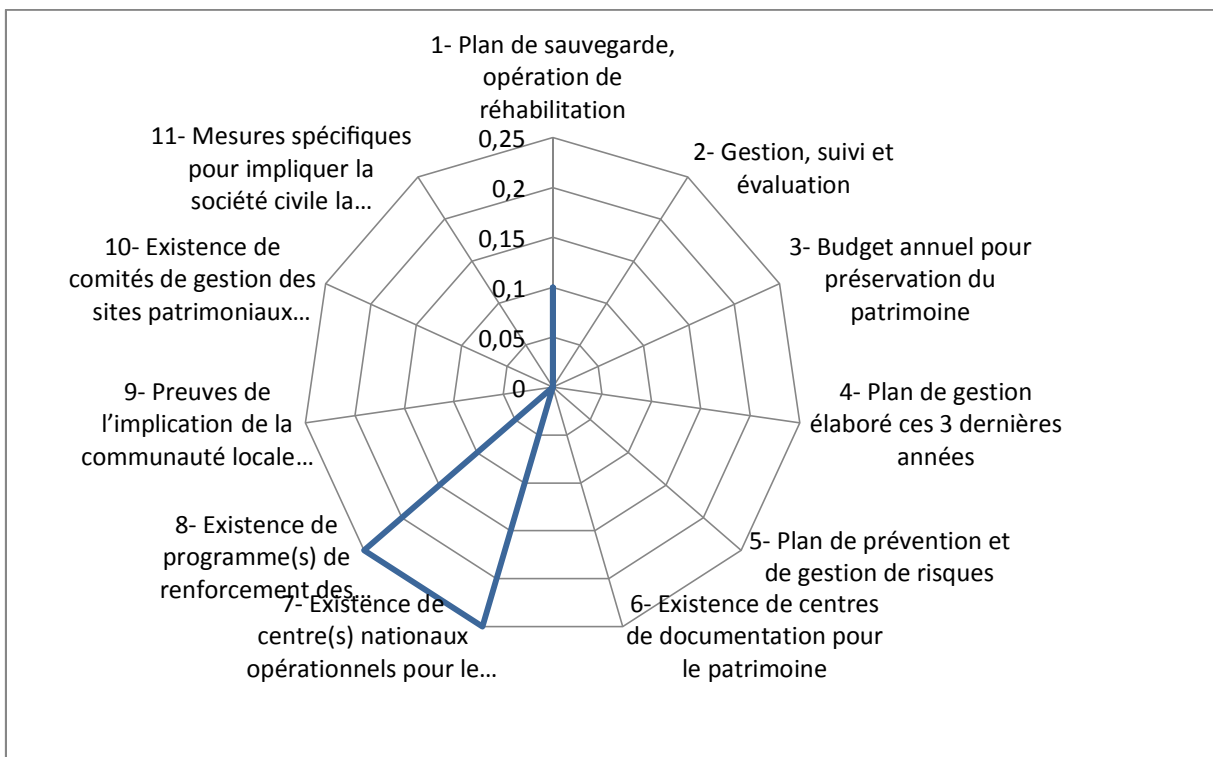 1- Plan de sauvegarde,
opération de
réhabilitation
2- Gestion, suivi et
évaluation
3- Budget annuel pour
préservation du
patrimoine
4- Plan de gestion
élaboré ces 3 dernières
années
5- Plan de prévention et
de gestion de risques
6- Existence de centres
de documentation pour
le patrimoine
7- Existence de
centre(s) nationaux
opérationnels pour le…
8- Existence de
programme(s) de
renforcement des…
9- Preuves de
l’implication de la
communauté locale…
10- Existence de
comités de gestion des
sites patrimoniaux…
11- Mesures spécifiques
pour impliquer la
société civile la…
0,25
0,2
0,15
0,1
0,05
0